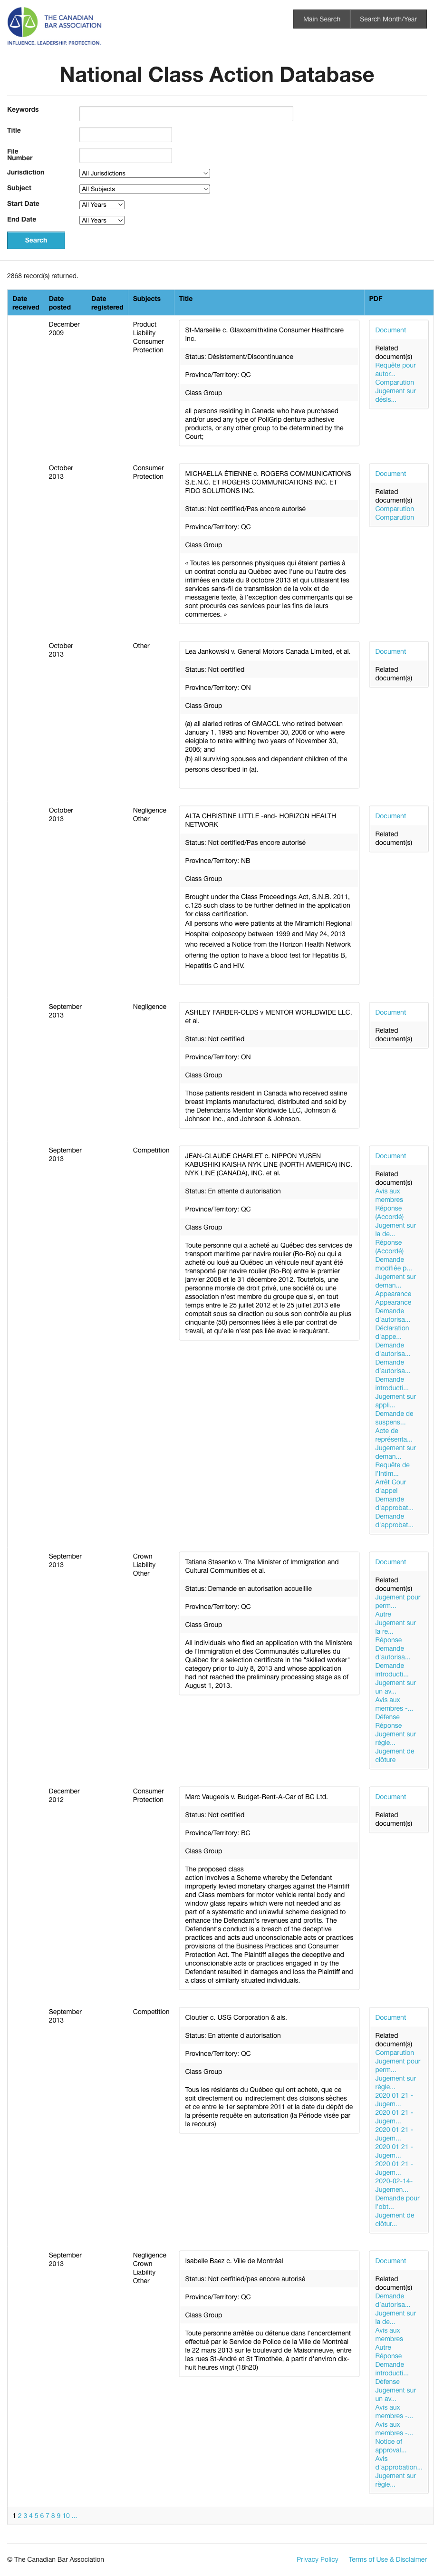 THE CANADIAN
BAR ASSOCIATION
INFLUENCE. LEADERSHIP. PROTECTION.
Main Search
Search Month/Year
National Class Action Database
Keywords
Title
File
Number
Jurisdiction
All Jurisdictions
Subject
All Subjects
Start Date
All Years
End Date
All Years
Search
2868 record(s) returned.
Date received
Date posted
Date registered
Subjects
Title
PDF
December
2009
Product
Liability
Consumer
Protection
St-Marseille c. Glaxosmithkline Consumer Healthcare
Inc.
Status: Désistement/Discontinuance
Province/Territory: QC
Class Group
all persons residing in Canada who have purchased
and/or used any type of PoliGrip denture adhesive
products, or any other group to be determined by the
Court;
Document
Related
document(s)
Requête pour
autor...
Comparution
Jugement sur
désis...
October
2013
Consumer
Protection
MICHAELLA ÉTIENNE c. ROGERS COMMUNICATIONS
S.E.N.C. ET ROGERS COMMUNICATIONS INC. ET
FIDO SOLUTIONS INC.
Status: Not certified/Pas encore autorisé
Province/Territory: QC
Class Group
« Toutes les personnes physiques qui étaient parties à
un contrat conclu au Québec avec l'une ou l'autre des
intimées en date du 9 octobre 2013 et qui utilisaient les
services sans-fil de transmission de la voix et de
messagerie texte, à l'exception des commerçants qui se
sont procurés ces services pour les fins de leurs
commerces. »
Document
Related
document(s)
Comparution
Comparution
October
2013
Other
Lea Jankowski v. General Motors Canada Limited, et al.
Status: Not certified
Province/Territory: ON
Class Group
(a) all alaried retires of GMACCL who retired between
January 1, 1995 and November 30, 2006 or who were
eleigble to retire withing two years of November 30,
2006; and
(b) all surviving spouses and dependent children of the
persons described in (a).
Document
Related
document(s)
October
2013
Negligence
Other
ALTA CHRISTINE LITTLE -and- HORIZON HEALTH
NETWORK
Status: Not certified/Pas encore autorisé
Province/Territory: NB
Class Group
Brought under the Class Proceedings Act, S.N.B. 2011,
c.125 such class to be further defined in the application
for class certification.
All persons who were patients at the Miramichi Regional
Hospital colposcopy between 1999 and May 24, 2013
who received a Notice from the Horizon Health Network
offering the option to have a blood test for Hepatitis B,
Hepatitis C and HIV.
Document
Related
document(s)
September
2013
Negligence
ASHLEY FARBER-OLDS v MENTOR WORLDWIDE LLC,
et al.
Status: Not certified
Province/Territory: ON
Class Group
Those patients resident in Canada who received saline
breast implants manufactured, distributed and sold by
the Defendants Mentor Worldwide LLC, Johnson &
Johnson Inc., and Johnson & Johnson.
Document
Related
document(s)
September
2013
Competition
JEAN-CLAUDE CHARLET c. NIPPON YUSEN
KABUSHIKI KAISHA NYK LINE (NORTH AMERICA) INC.
NYK LINE (CANADA), INC. et al.
Status: En attente d'autorisation
Province/Territory: QC
Class Group
Toute personne qui a acheté au Québec des services de
transport maritime par navire roulier (Ro-Ro) ou qui a
acheté ou loué au Québec un véhicule neuf ayant été
transporté par navire roulier (Ro-Ro) entre le premier
janvier 2008 et le 31 décembre 2012. Toutefois, une
personne morale de droit privé, une société ou une
association n'est membre du groupe que si, en tout
temps entre le 25 juillet 2012 et le 25 juillet 2013 elle
comptait sous sa direction ou sous son contrôle au plus
cinquante (50) personnes liées à elle par contrat de
travail, et qu'elle n'est pas liée avec le requérant.
Document
Related
document(s)
Avis aux
membres
Réponse
(Accordé)
Jugement sur
la de...
Réponse
(Accordé)
Demande
modifiée p...
Jugement sur
deman...
Appearance
Appearance
Demande
d'autorisa...
Déclaration
d'appe...
Demande
d'autorisa...
Demande
d'autorisa...
Demande
introducti...
Jugement sur
appli...
Demande de
suspens...
Acte de
représenta...
Jugement sur
deman...
Requête de
l'Intim...
Arrêt Cour
d'appel
Demande
d'approbat...
Demande
d'approbat...
September
2013
Crown
Liability
Other
Tatiana Stasenko v. The Minister of Immigration and
Cultural Communities et al.
Status: Demande en autorisation accueillie
Province/Territory: QC
Class Group
All individuals who filed an application with the Ministère
de l'Immigration et des Communautés culturelles du
Québec for a selection certificate in the "skilled worker"
category prior to July 8, 2013 and whose application
had not reached the preliminary processing stage as of
August 1, 2013.
Document
Related
document(s)
Jugement pour
perm...
Autre
Jugement sur
la re...
Réponse
Demande
d'autorisa...
Demande
introducti...
Jugement sur
un av...
Avis aux
membres -...
Défense
Réponse
Jugement sur
règle...
Jugement de
clôture
December
2012
Consumer
Protection
Marc Vaugeois v. Budget-Rent-A-Car of BC Ltd.
Status: Not certified
Province/Territory: BC
Class Group
The proposed class
action involves a Scheme whereby the Defendant
improperly levied monetary charges against the Plaintiff
and Class members for motor vehicle rental body and
window glass repairs which were not needed and as
part of a systematic and unlawful scheme designed to
enhance the Defendant's revenues and profits. The
Defendant's conduct is a breach of the deceptive
practices and acts and unconscionable acts or practices
provisions of the Business Practices and Consumer
Protection Act. The Plaintiff alleges the deceptive and
unconscionable acts or practices engaged in by the
Defendant resulted in damages and loss the Plaintiff and
a class of similarly situated individuals.
Document
Related
document(s)
September
2013
Competition
Cloutier c. USG Corporation & als.
Status: En attente d'autorisation
Province/Territory: QC
Class Group
Tous les résidants du Québec qui ont acheté, que ce
soit directement ou indirectement des cloisons sèches
et ce entre le 1er septembre 2011 et la date du dépôt de
la présente requête en autorisation (la Période visée par
le recours)
Document
Related
document(s)
Comparution
Jugement pour
perm...
Jugement sur
règle...
2020 01 21 -
Jugem...
2020 01 21 -
Jugem...
2020 01 21 -
Jugem...
2020 01 21 -
Jugem...
2020 01 21 -
Jugem...
2020-02-14-
Jugemen...
Demande pour
l'obt...
Jugement de
clôtur...
September
2013
Negligence
Crown
Liability
Other
Isabelle Baez c. Ville de Montréal
Status: Not cerfitied/pas encore autorisé
Province/Territory: QC
Class Group
Toute personne arrêtée ou détenue dans l'encerclement
effectué par le Service de Police de la Ville de Montréal
le 22 mars 2013 sur le boulevard de Maisonneuve, entre
les rues St-André et St Timothée, à partir d'environ dix-
huit heures vingt (18h20)
Document
Related
document(s)
Demande
d'autorisa...
Jugement sur
la de...
Avis aux
membres
Autre
Réponse
Demande
introducti...
Défense
Jugement sur
un av...
Avis aux
membres -...
Avis aux
membres -...
Notice of
approval...
Avis
d'approbation...
Jugement sur
règle...
1 2 3 4 5 6 7 8 9 10 ...
© The Canadian Bar Association
Privacy Policy
Terms of Use & Disclaimer